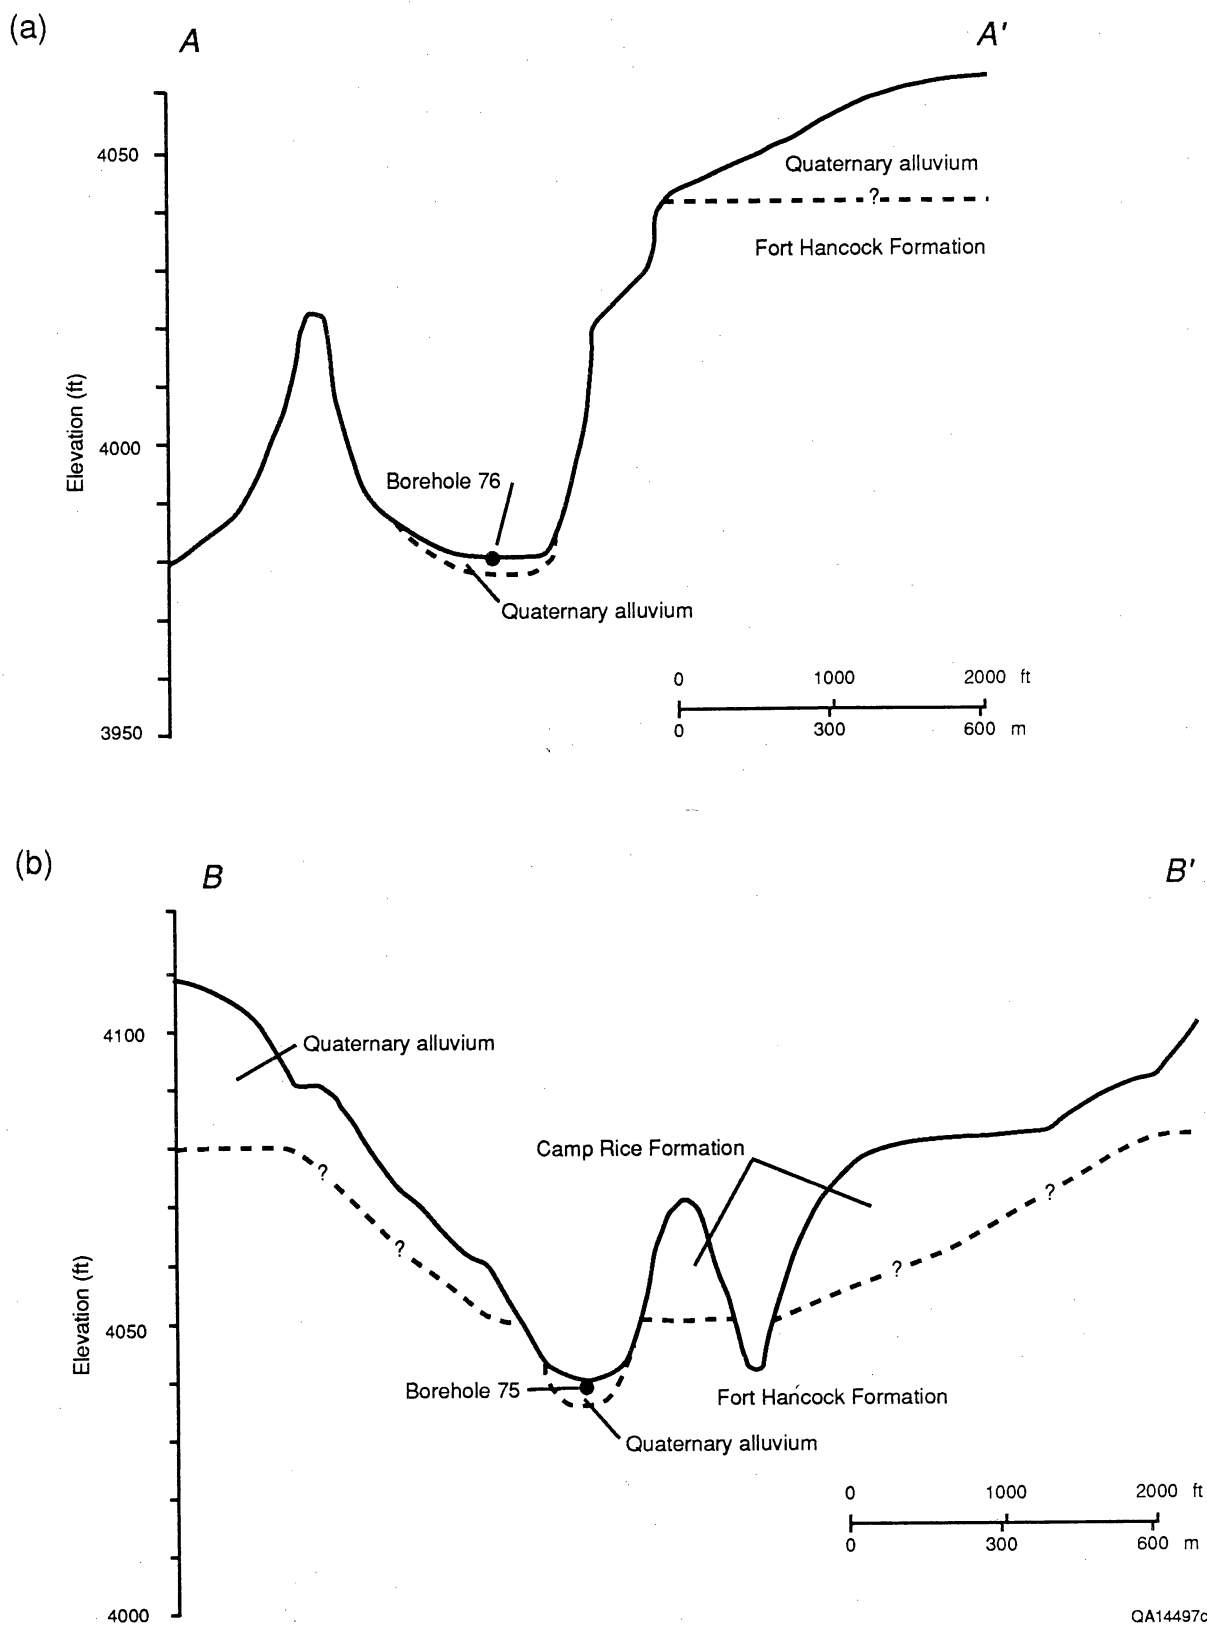 (a)
A
A'
4050
4000
3950
Elevation (ft)
Quaternary alluvium
?
Fort Hancock Formation
Borehole 76
Quaternary alluvium
0 1000 2000 ft
0 300 600 m
(b)
B
B'
4100
4050
4000
Elevation (ft)
Quaternary alluvium
?
?
Camp Rice Formation
?
?
Borehole 75
Fort Hancock Formation
Quaternary alluvium
0 1000 2000 ft
0 300 600 m
QA14497c